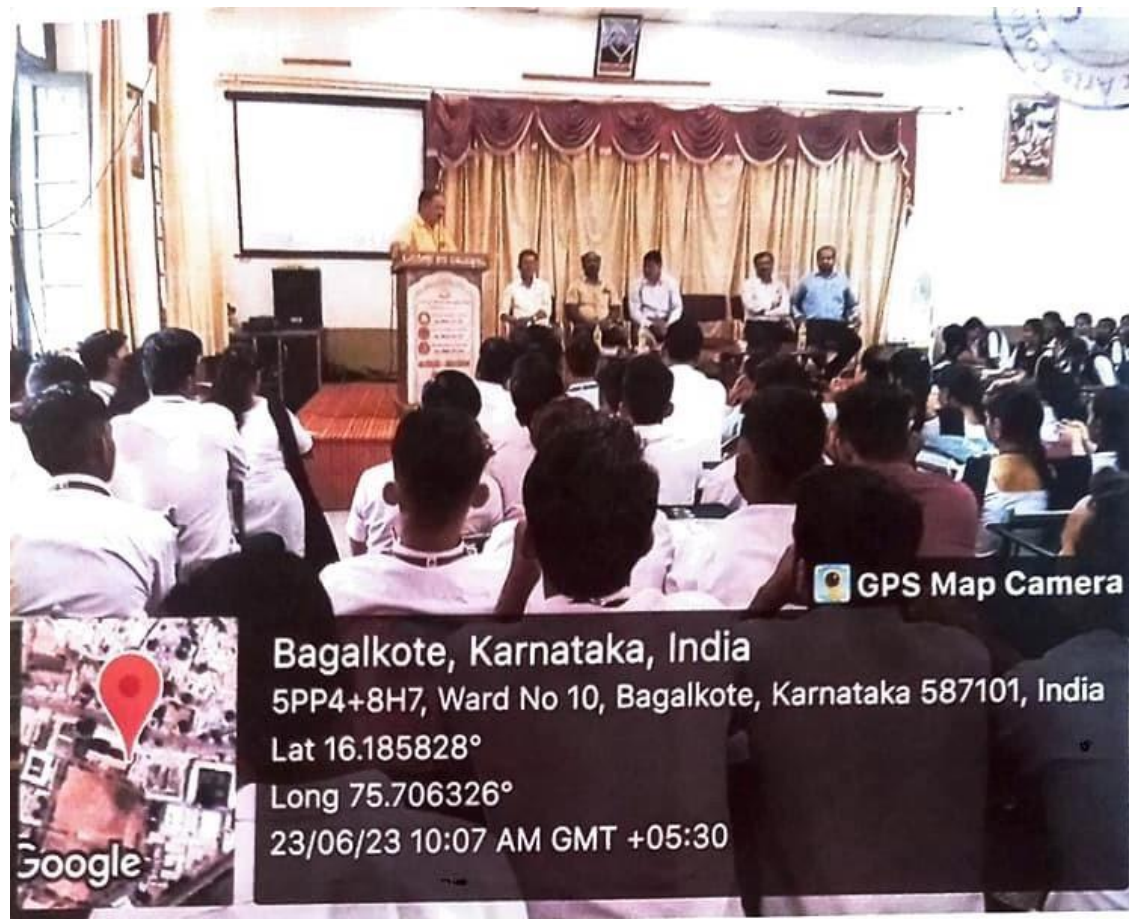 GPS Map Camera
Bagalkote, Karnataka, India
5PP4+8H7, Ward No 10, Bagalkote, Karnataka 587101, India
Lat 16.185828°
Long 75.706326°
23/06/23 10:07 AM GMT +05:30
Google